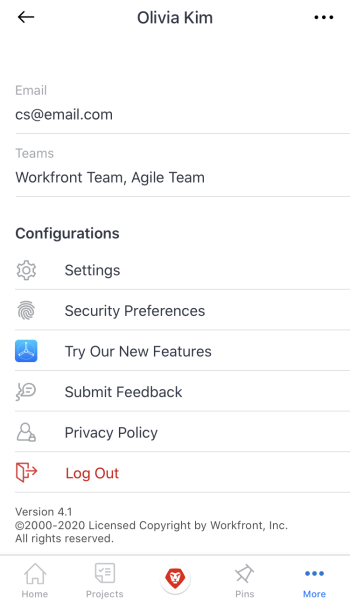 Olivia Kim
Email
cs@email.com
Teams
Workfront Team, Agile Team
Configurations
Settings
Security Preferences
Try Our New Features
Submit Feedback
Privacy Policy
Log Out
Version 4.1
©2000-2020 Licensed Copyright by Workfront, Inc.
All rights reserved.
Home Projects Pins More